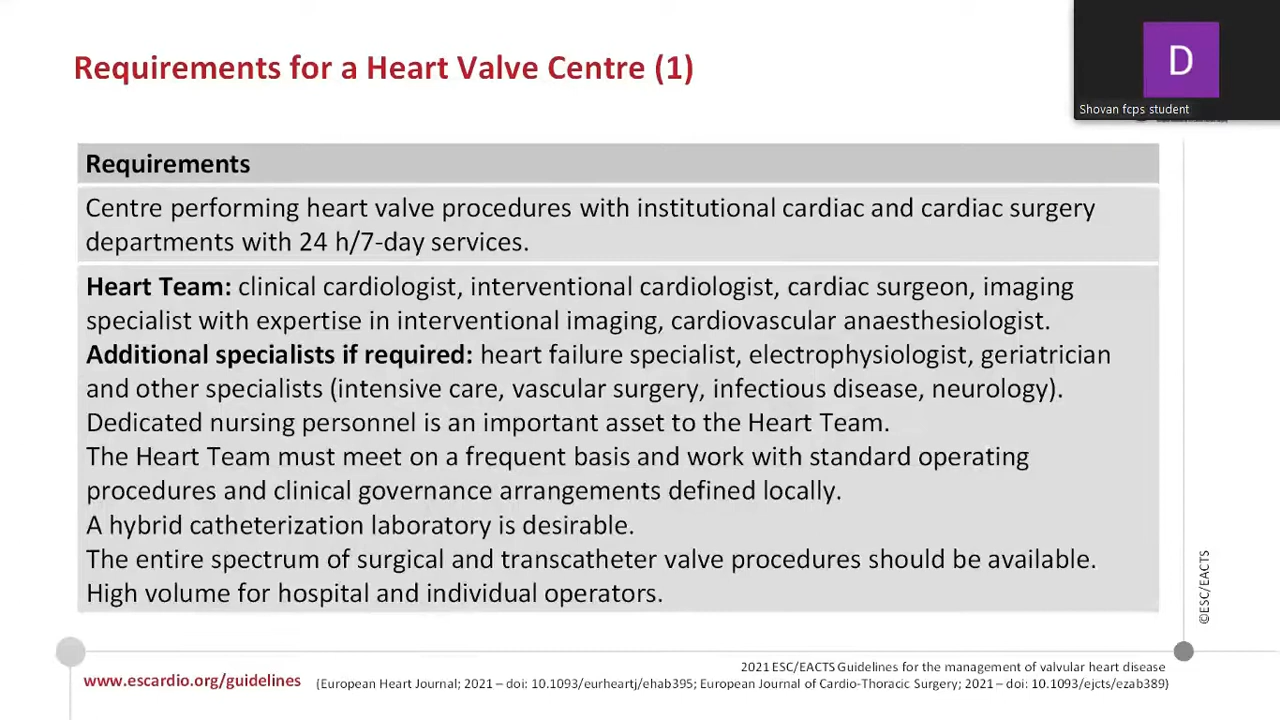 Requirements for a Heart Valve Centre (1)
D
Shovan fcps student
Requirements
Centre performing heart valve procedures with institutional cardiac and cardiac surgery
departments with 24 h/7-day services.
Heart Team: clinical cardiologist, interventional cardiologist, cardiac surgeon, imaging
specialist with expertise in interventional imaging, cardiovascular anaesthesiologist.
Additional specialists if required: heart failure specialist, electrophysiologist, geriatrician
and other specialists (intensive care, vascular surgery, infectious disease, neurology).
Dedicated nursing personnel is an important asset to the Heart Team.
The Heart Team must meet on a frequent basis and work with standard operating
procedures and clinical governance arrangements defined locally.
A hybrid catheterization laboratory is desirable.
The entire spectrum of surgical and transcatheter valve procedures should be available.
High volume for hospital and individual operators.
©ESC/EACTS
www.escardio.org/guidelines
2021 ESC/EACTS Guidelines for the management of valvular heart disease
(European Heart Journal; 2021 – doi: 10.1093/eurheartj/ehab395; European Journal of Cardio-Thoracic Surgery; 2021 – doi: 10.1093/ejcts/ezab389)